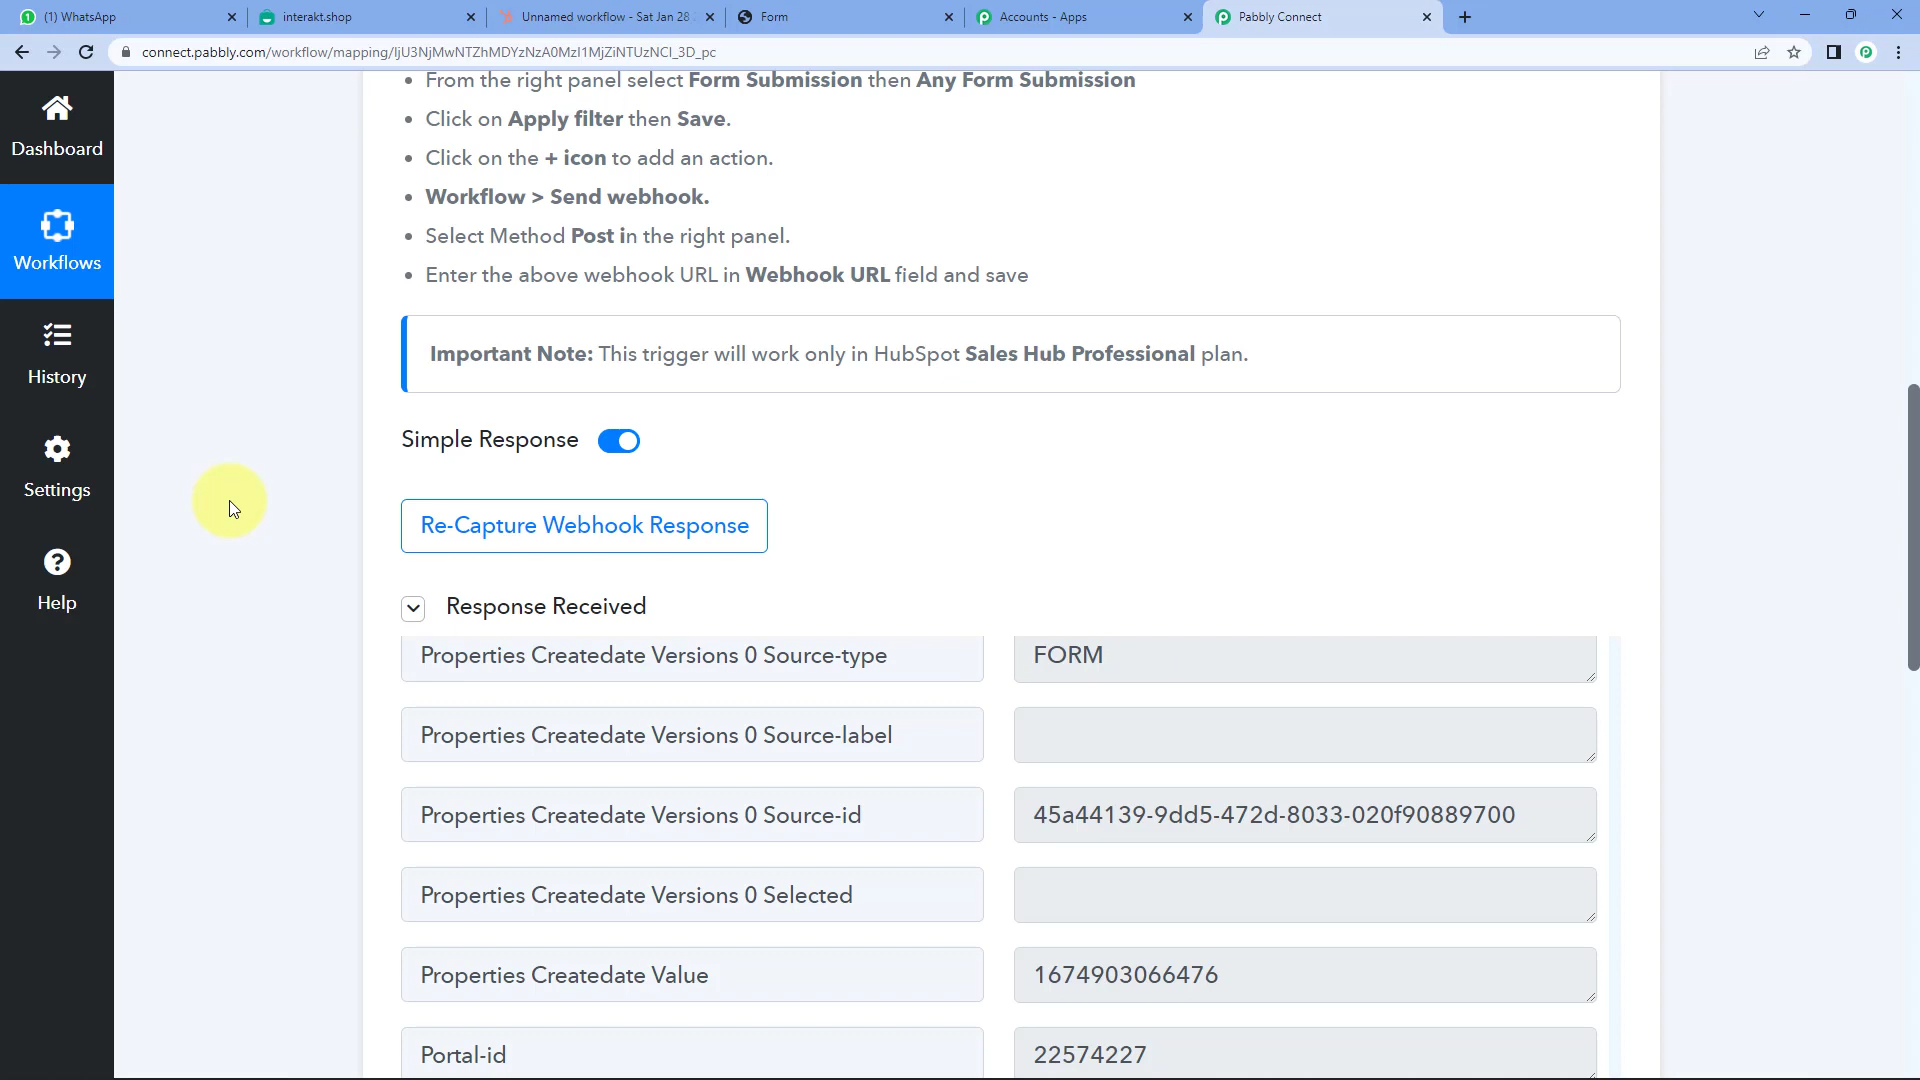 (1) WhatsApp
interakt.shop
Unnamed workflow - Sat Jan 28
Form
Accounts - Apps
Pabbly Connect
connect.pabbly.com/workflow/mapping/IjU3NjMwNTZhMDYzNzA0MzI1MjZiNTUzNCI_3D_pc
Dashboard
Workflows
History
Settings
Help
• From the right panel select Form Submission then Any Form Submission
• Click on Apply filter then Save.
• Click on the + icon to add an action.
• Workflow > Send webhook.
• Select Method Post in the right panel.
• Enter the above webhook URL in Webhook URL field and save
Important Note: This trigger will work only in HubSpot Sales Hub Professional plan.
Simple Response
Re-Capture Webhook Response
Response Received
Properties Createdate Versions 0 Source-type
FORM
Properties Createdate Versions 0 Source-label
Properties Createdate Versions 0 Source-id
45a44139-9dd5-472d-8033-020f90889700
Properties Createdate Versions 0 Selected
Properties Createdate Value
1674903066476
Portal-id
22574227